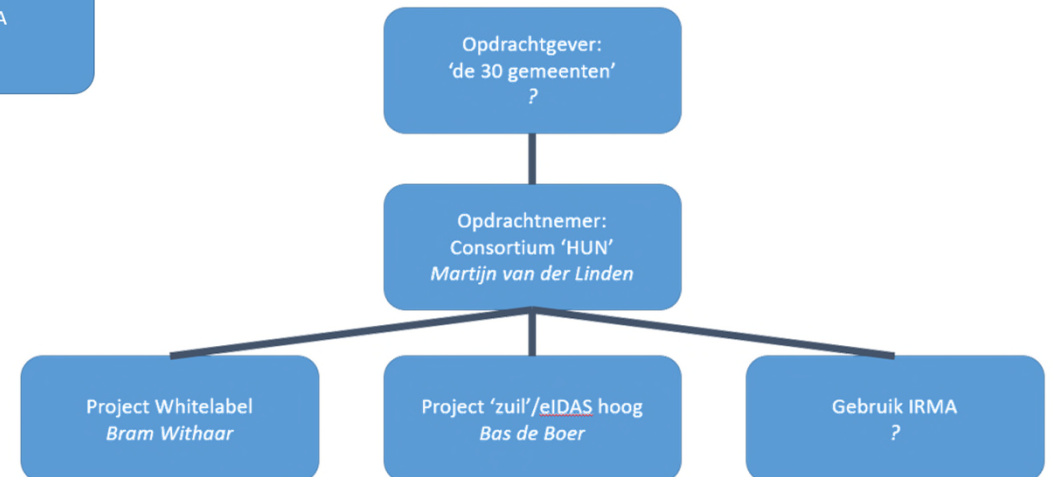 A
Opdrachtgever:
‘de 30 gemeenten’
?
Opdrachtnemer:
Consortium ‘HUN’
Martijn van der Linden
Project Whitelabel
Bram Withaar
Project ‘zuil’/eIDAS hoog
Bas de Boer
Gebruik IRMA
?